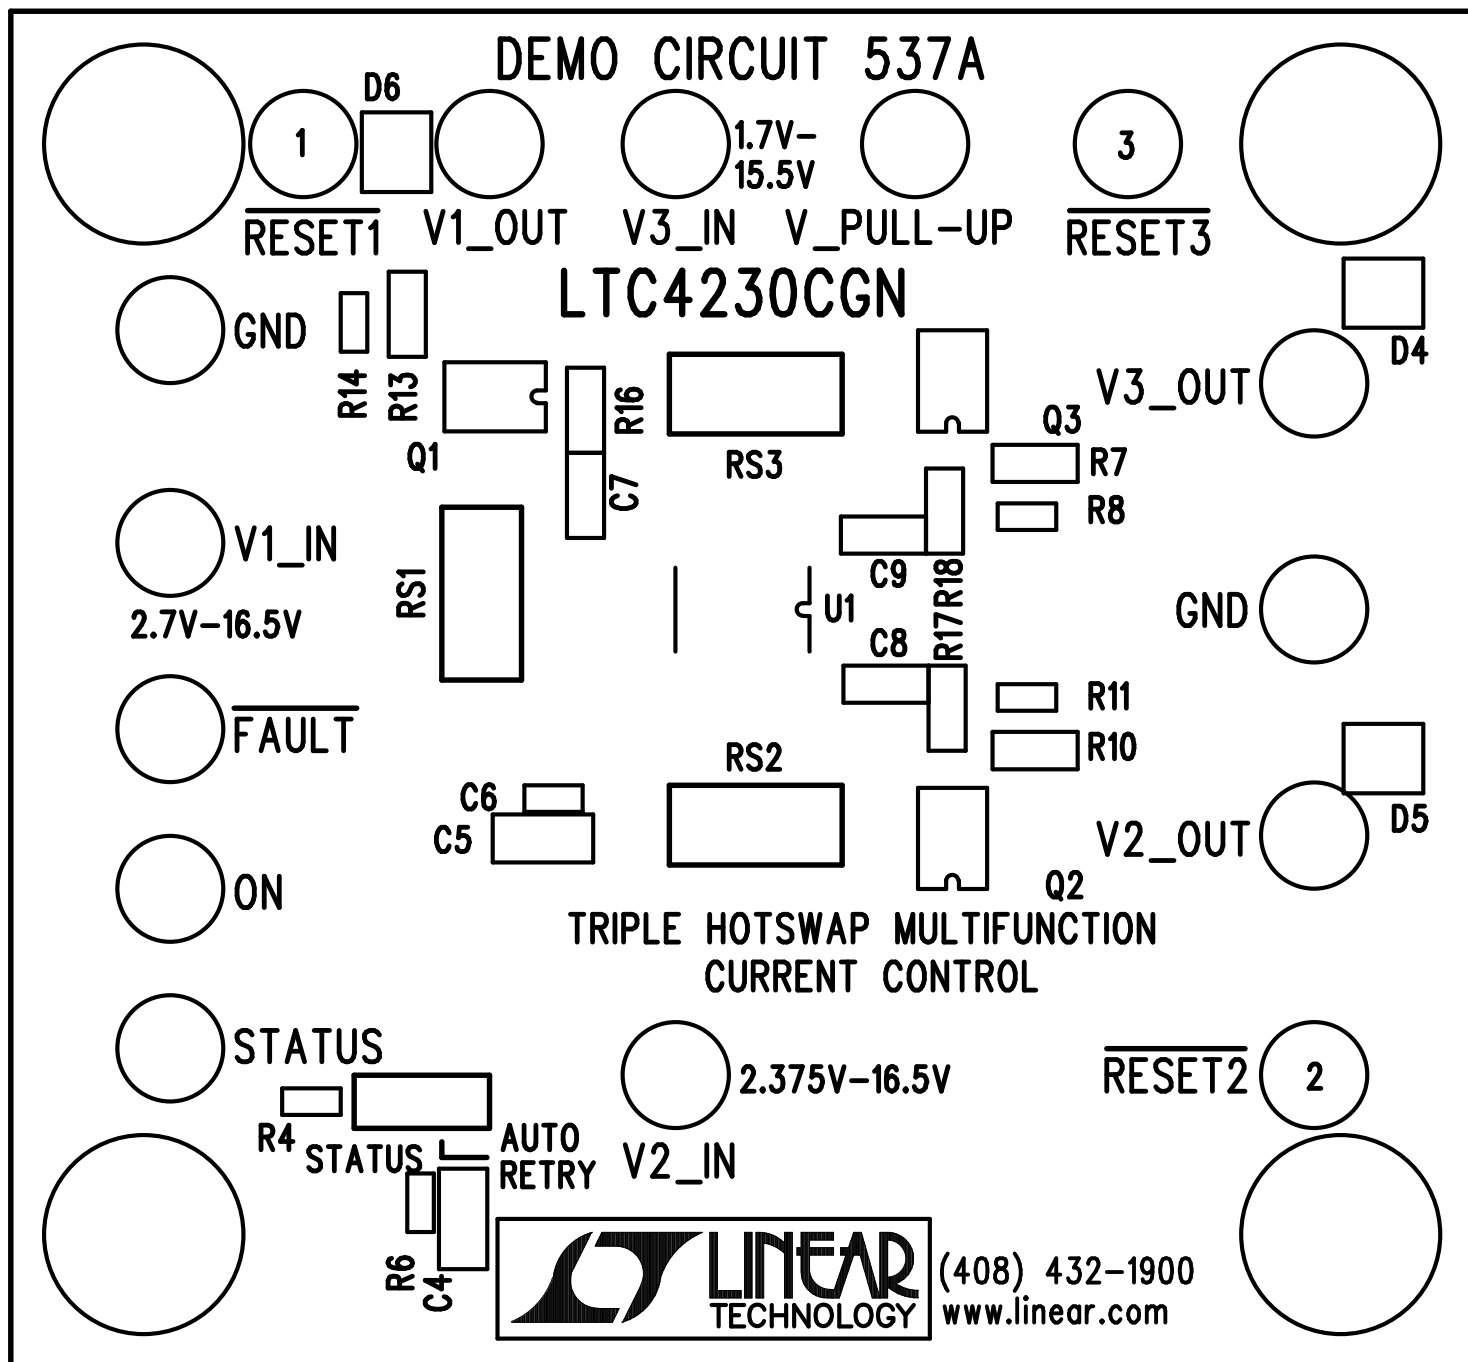 DEMO CIRCUIT 537A
D6
1
3
1.7V-
15.5V
RESET1
V1_OUT
V3_IN
V_PULL-UP
RESET3
LTC4230CGN
GND
D4
R14
R13
V3_OUT
R16
Q3
Q1
RS3
R7
C7
R8
V1_IN
C9
R18
RS1
U1
GND
2.7V-16.5V
C8
R17
R11
FAULT
R10
RS2
C6
C5
D5
V2_OUT
ON
Q2
TRIPLE HOTSWAP MULTIFUNCTION
CURRENT CONTROL
STATUS
2.375V-16.5V
RESET2
2
R4
STATUS
AUTO
RETRY
V2_IN
R6
C4
LINEAR
TECHNOLOGY
(408) 432-1900
www.linear.com